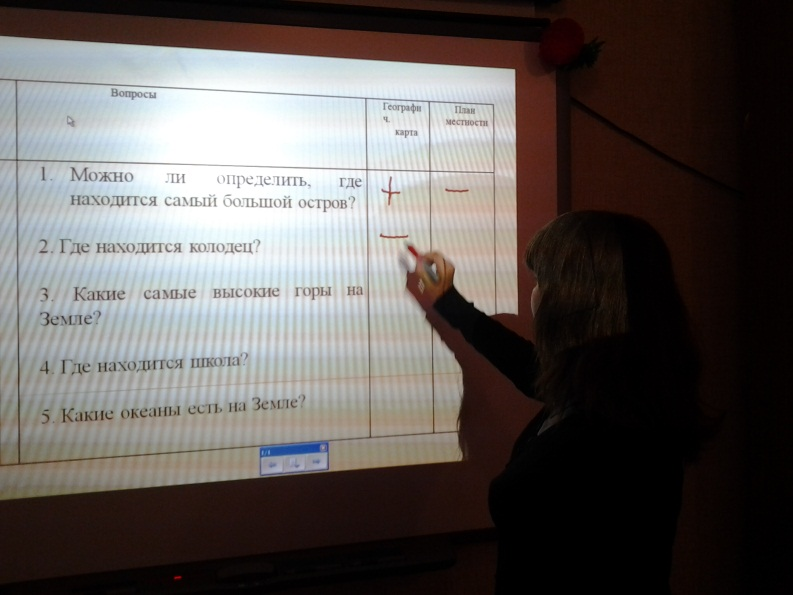 Вопросы
Географи
ч.
карта
План
местности
1. Можно ли определить, где
находится самый большой остров?
+ −
2. Где находится колодец?
−
3. Какие самые высокие горы на
Земле?
4. Где находится школа?
5. Какие океаны есть на Земле?
1/1